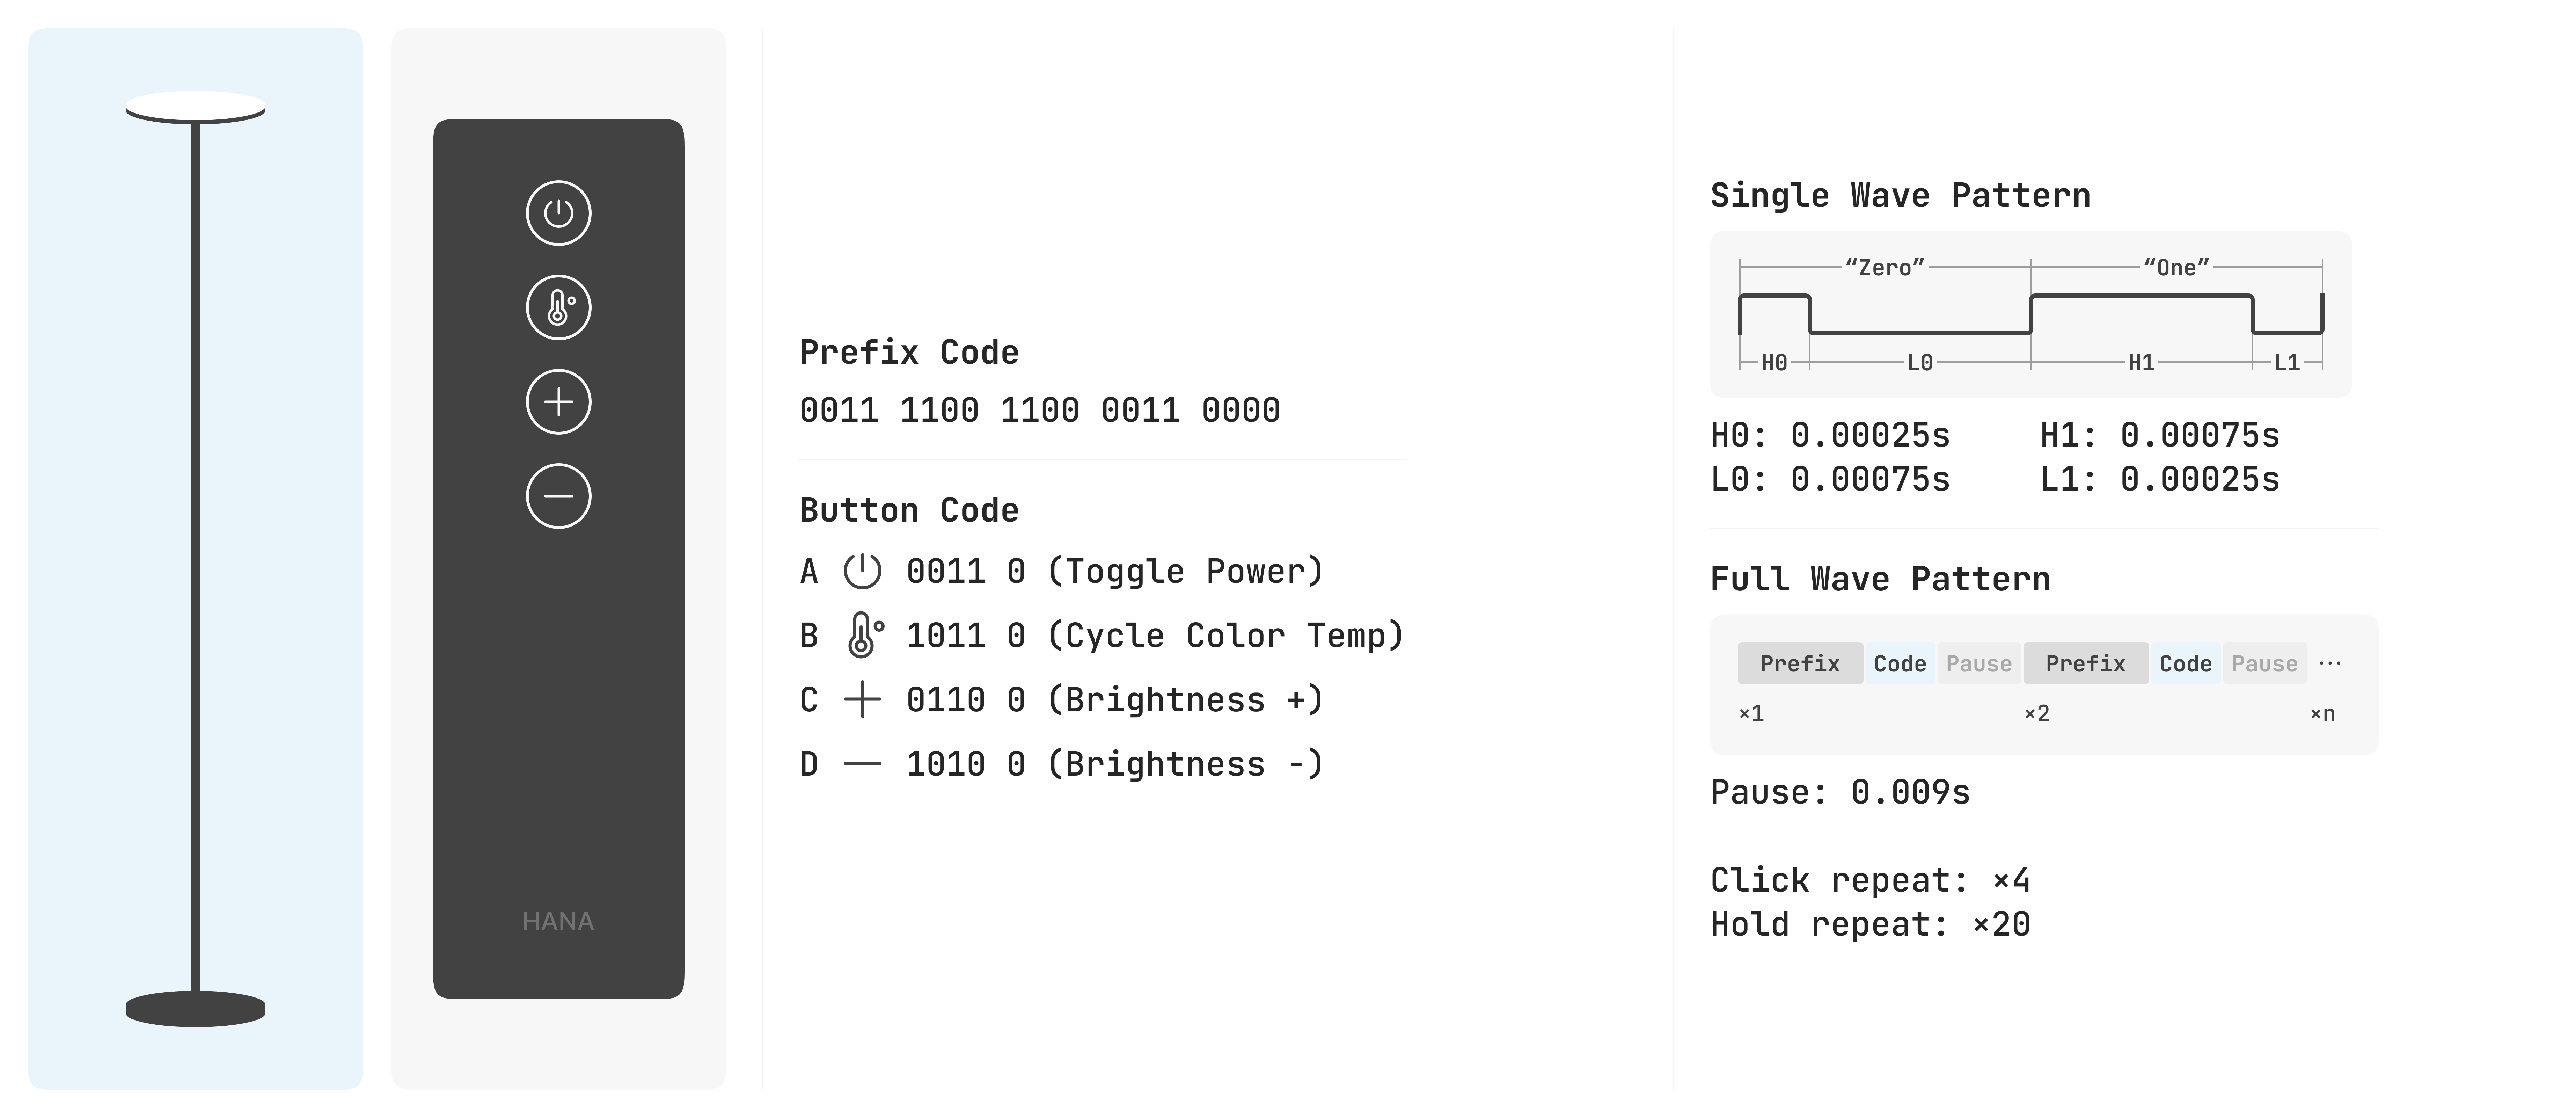 HANA
Prefix Code
0011 1100 1100 0011 0000
Button Code
A 0011 0 (Toggle Power)
B 1011 0 (Cycle Color Temp)
C 0110 0 (Brightness +)
D 1010 0 (Brightness -)
Single Wave Pattern
“Zero” “One”
H0 L0 H1 L1
H0: 0.00025s H1: 0.00075s
L0: 0.00075s L1: 0.00025s
Full Wave Pattern
Prefix Code Pause Prefix Code Pause ···
×1 ×2 ×n
Pause: 0.009s
Click repeat: ×4
Hold repeat: ×20